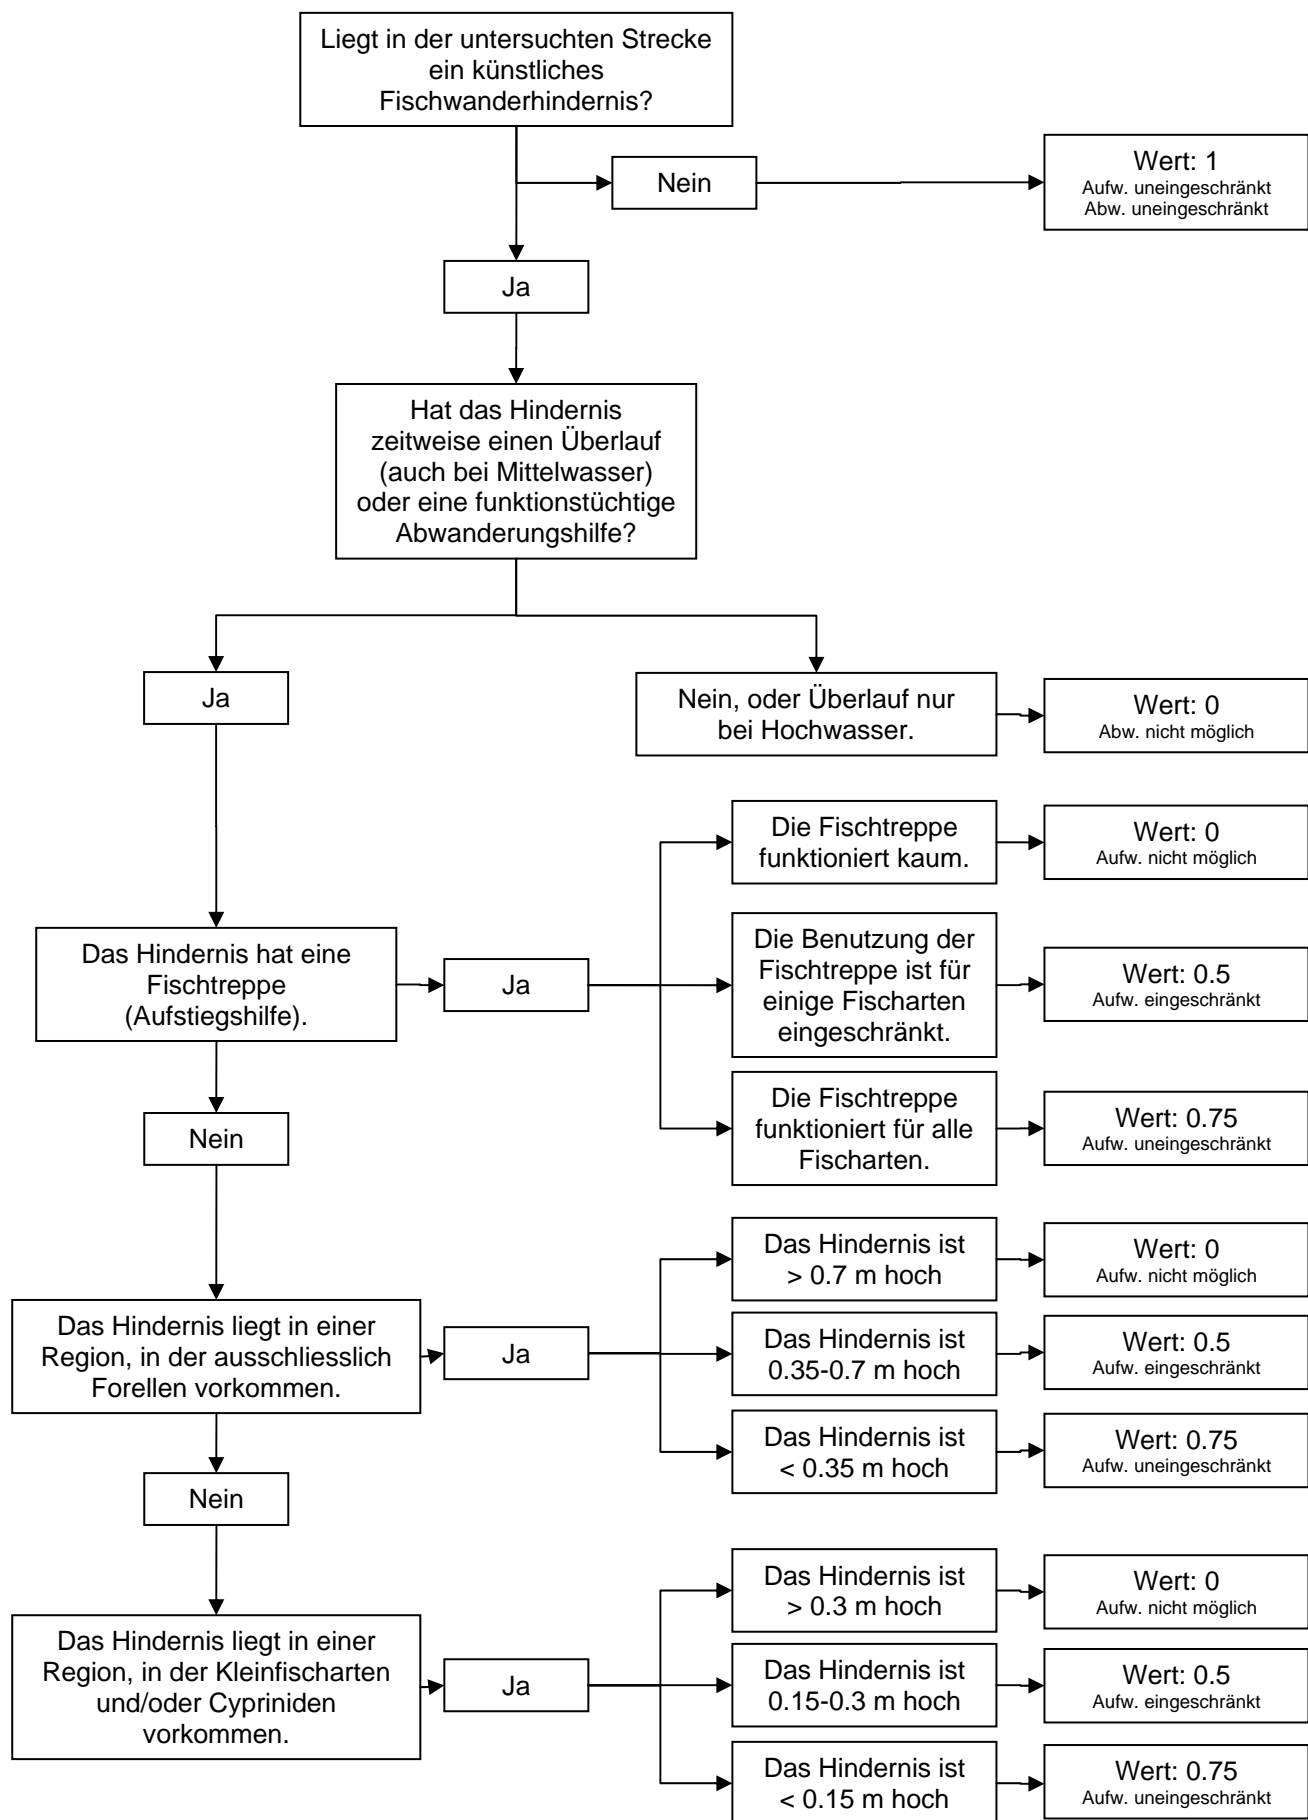 Liegt in der untersuchten Strecke
ein künstliches
Fischwanderhindernis?
Nein
Wert: 1
Aufw. uneingeschränkt
Abw. uneingeschränkt
Ja
Hat das Hindernis
zeitweise einen Überlauf
(auch bei Mittelwasser)
oder eine funktionstüchtige
Abwanderungshilfe?
Ja
Nein, oder Überlauf nur
bei Hochwasser.
Wert: 0
Abw. nicht möglich
Die Fischtreppe
funktioniert kaum.
Wert: 0
Aufw. nicht möglich
Das Hindernis hat eine
Fischtreppe
(Aufstiegshilfe).
Ja
Die Benutzung der
Fischtreppe ist für
einige Fischarten
eingeschränkt.
Wert: 0.5
Aufw. eingeschränkt
Die Fischtreppe
funktioniert für alle
Fischarten.
Wert: 0.75
Aufw. uneingeschränkt
Nein
Das Hindernis ist
> 0.7 m hoch
Wert: 0
Aufw. nicht möglich
Das Hindernis liegt in einer
Region, in der ausschliesslich
Forellen vorkommen.
Ja
Das Hindernis ist
0.35-0.7 m hoch
Wert: 0.5
Aufw. eingeschränkt
Das Hindernis ist
< 0.35 m hoch
Wert: 0.75
Aufw. uneingeschränkt
Nein
Das Hindernis ist
> 0.3 m hoch
Wert: 0
Aufw. nicht möglich
Das Hindernis liegt in einer
Region, in der Kleinfischarten
und/oder Cypriniden
vorkommen.
Ja
Das Hindernis ist
0.15-0.3 m hoch
Wert: 0.5
Aufw. eingeschränkt
Das Hindernis ist
< 0.15 m hoch
Wert: 0.75
Aufw. uneingeschränkt